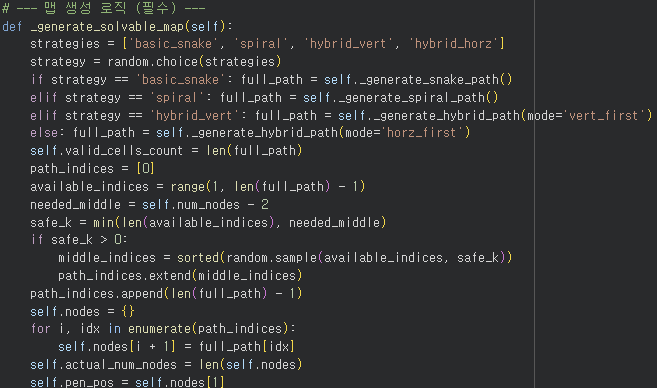 # --- 맵 생성 로직 (필수) ---
def _generate_solvable_map(self):
    strategies = ['basic_snake', 'spiral', 'hybrid_vert', 'hybrid_horz']
    strategy = random.choice(strategies)
    if strategy == 'basic_snake': full_path = self._generate_snake_path()
    elif strategy == 'spiral': full_path = self._generate_spiral_path()
    elif strategy == 'hybrid_vert': full_path = self._generate_hybrid_path(mode='vert_first')
    else: full_path = self._generate_hybrid_path(mode='horz_first')
    self.valid_cells_count = len(full_path)
    path_indices = [0]
    available_indices = range(1, len(full_path) - 1)
    needed_middle = self.num_nodes - 2
    safe_k = min(len(available_indices), needed_middle)
    if safe_k > 0:
        middle_indices = sorted(random.sample(available_indices, safe_k))
        path_indices.extend(middle_indices)
    path_indices.append(len(full_path) - 1)
    self.nodes = {}
    for i, idx in enumerate(path_indices):
        self.nodes[i + 1] = full_path[idx]
    self.actual_num_nodes = len(self.nodes)
    self.pen_pos = self.nodes[1]